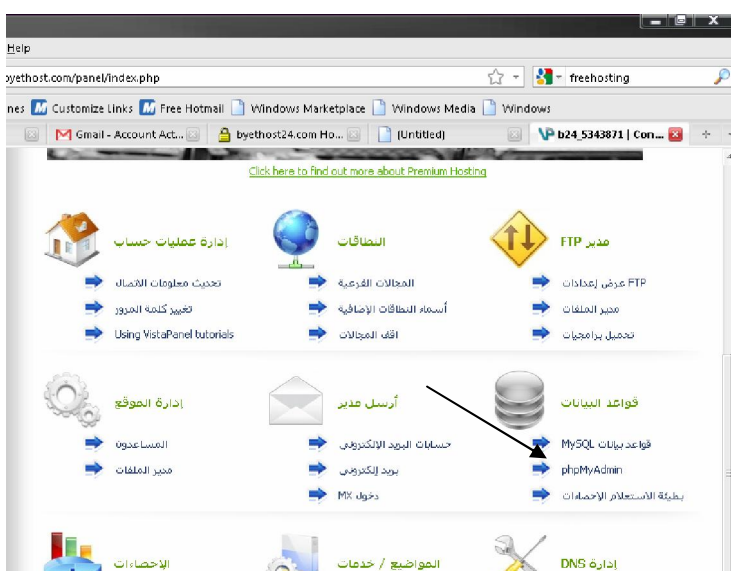 Help
byethost.com/panel/index.php
freehosting
nes Customize Links Free Hotmail Windows Marketplace Windows Media Windows
Gmail - Account Act... byethost24.com Ho... (Untitled) b24_5343871 | Con...
Click here to find out more about Premium Hosting
إدارة عمليات حساب
تحديث معلومات الاتصال
تغيير كلمة المرور
Using VistaPanel tutorials
النطاقات
المجالات الفرعية
أسماء النطاقات الإضافية
اقف المجالات
مدير FTP
FTP عرض إعدادات
مدير الملفات
تحميل برامجيات
إدارة الموقع
المساعدون
مدير الملفات
أرسل مدير
حسابات البريد الإلكتروني
بريد إلكتروني
دخول MX
قواعد البيانات
قواعد بيانات MySQL
phpMyAdmin
بطيئة الاستعلام الإحصاءات
الإحصاءات
المواضيع / خدمات
إدارة DNS